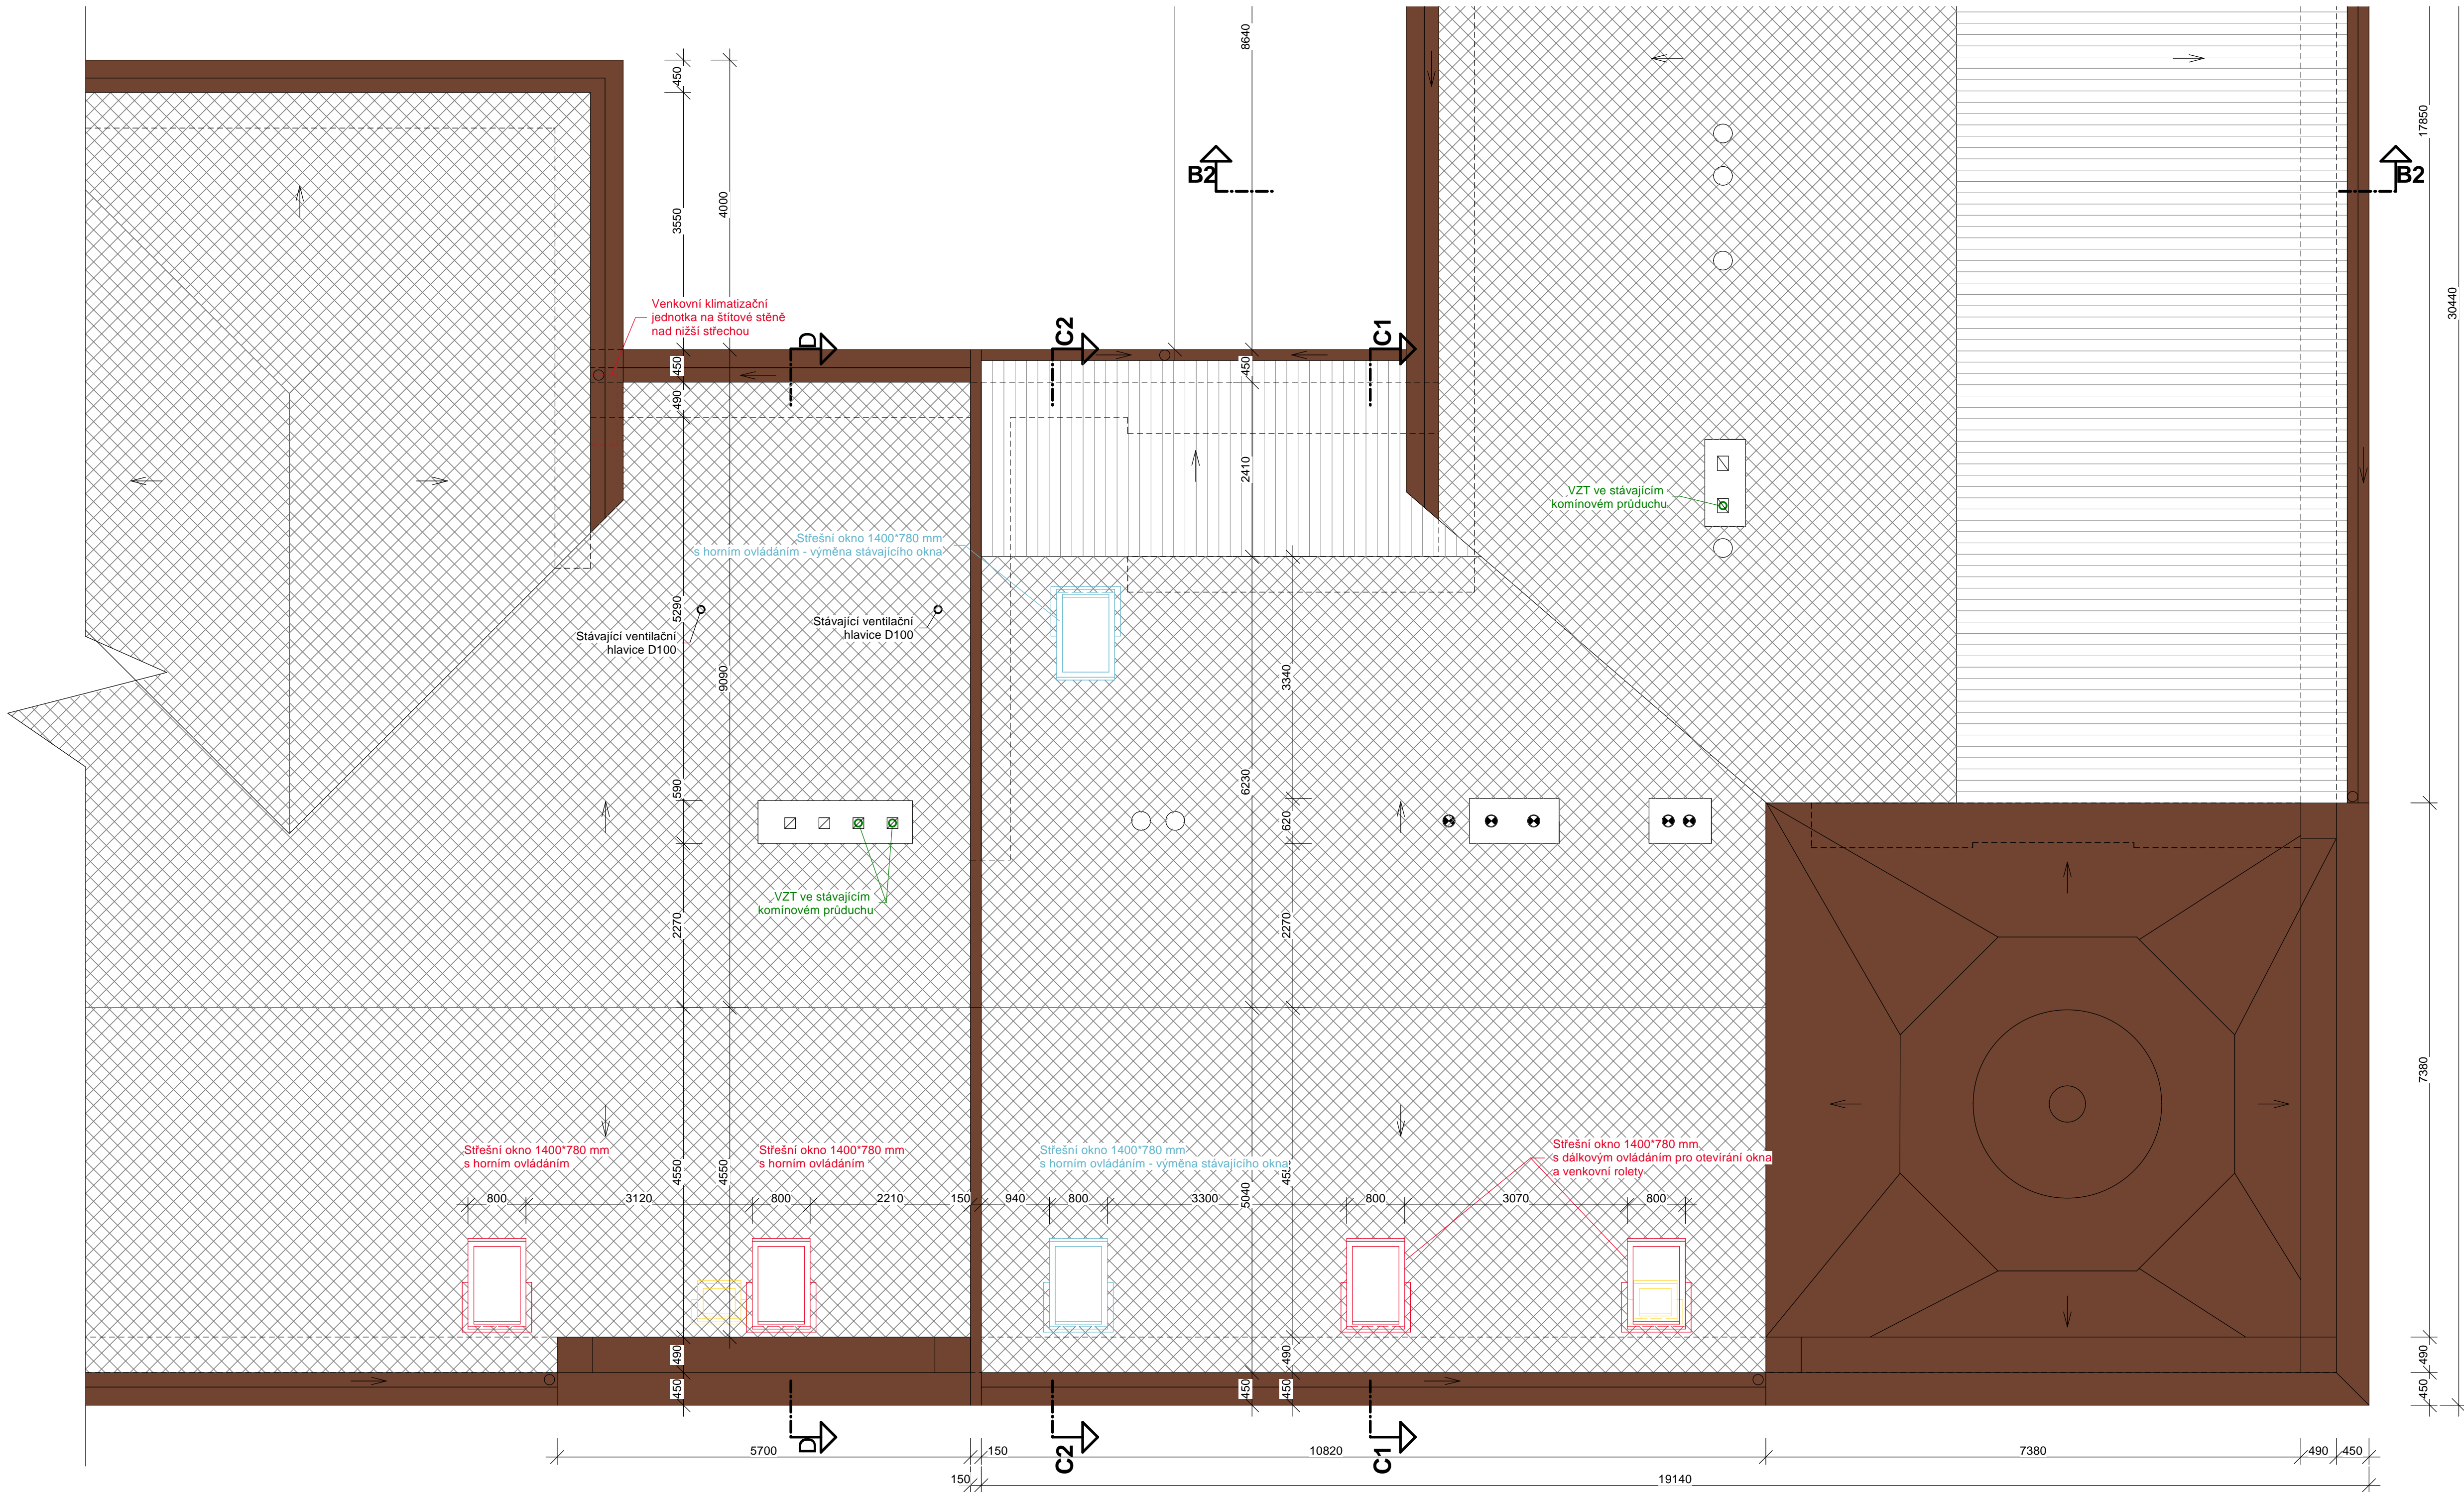 8640
450
17850
B2
B2
4000
3550
30440
Venkovní klimatizační
jednotka na štítové stěně
nad nižší střechou
D
C2
C1
450
450
490
2410
VZT ve stávajícím
komínovém průduchu
Střešní okno 1400*780 mm
s horním ovládáním - výměna stávajícího okna
5290
Stávající ventilační
hlavice D100
Stávající ventilační
hlavice D100
9090
3340
590
6230
620
VZT ve stávajícím
komínovém průduchu
2270
2270
7380
Střešní okno 1400*780 mm
s horním ovládáním
Střešní okno 1400*780 mm
s horním ovládáním
Střešní okno 1400*780 mm
s horním ovládáním - výměna stávajícího okna
Střešní okno 1400*780 mm
s dálkovým ovládáním pro otevírání okna
a venkovní rolety
4550
4550
5040
4550
800
3120
800
2210
150
940
800
3300
800
3070
800
490
490
490
450
450
450
450
D
C2
C1
5700
150
10820
7380
490
450
150
19140